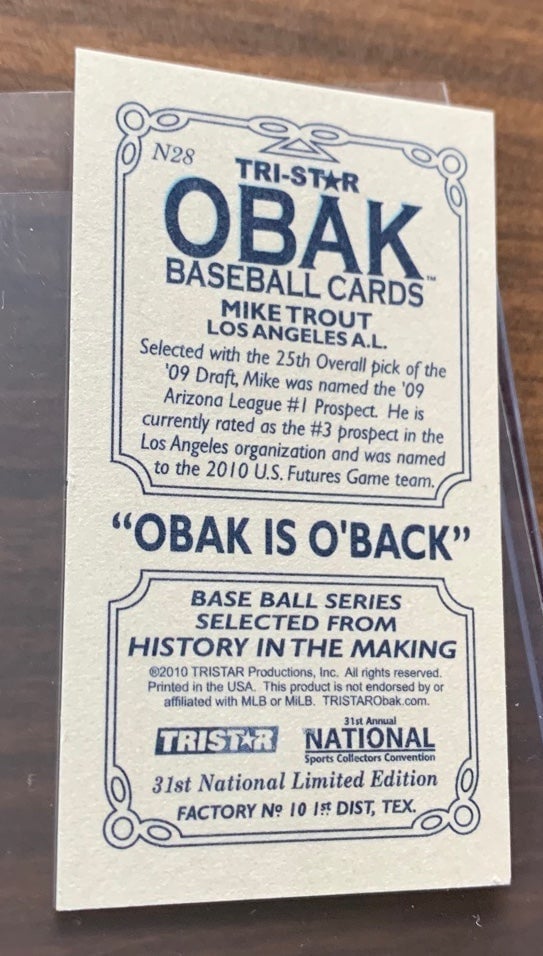 N28
TRI-STAR
OBAK
BASEBALL CARDS™
MIKE TROUT
LOS ANGELES A.L.
Selected with the 25th Overall pick of the
'09 Draft, Mike was named the '09
Arizona League #1 Prospect. He is
currently rated as the #3 prospect in the
Los Angeles organization and was named
to the 2010 U.S. Futures Game team.
“OBAK IS O'BACK”
BASE BALL SERIES
SELECTED FROM
HISTORY IN THE MAKING
©2010 TRISTAR Productions, Inc. All rights reserved.
Printed in the USA. This product is not endorsed by or
affiliated with MLB or MiLB. TRISTARObak.com.
TRISTAR
31st Annual
NATIONAL
Sports Collectors Convention
31st National Limited Edition
FACTORY Nº 10 1st DIST, TEX.